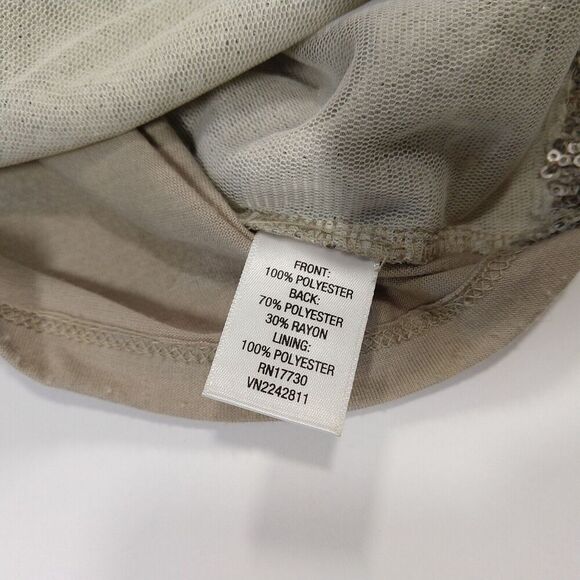 FRONT:
100% POLYESTER
BACK:
70% POLYESTER
30% RAYON
LINING:
100% POLYESTER
RN17730
VN2242811